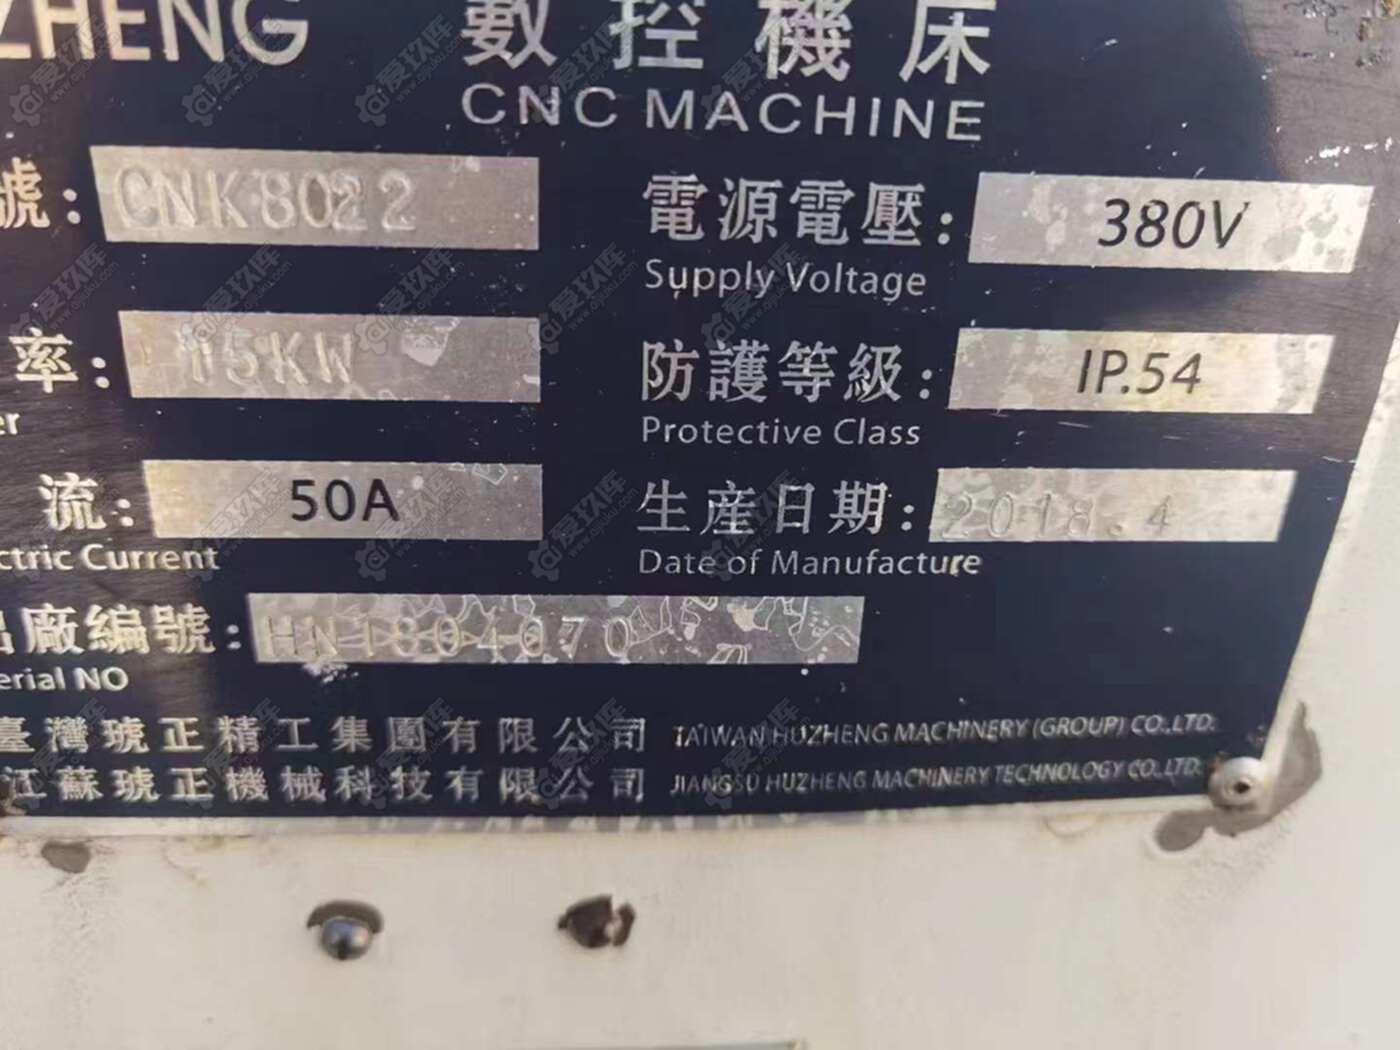 ZHENG 數控機床
CNC MACHINE
號: CNK8022
電源電壓: 380V
Supply Voltage
率: 15KW
er
防護等級: IP.54
Protective Class
流: 50A
ctric Current
生産日期: 2018.4
Date of Manufacture
出廠編號: HN1804070
erial NO
臺灣琥正精工集團有限公司 TAIWAN HUZHENG MACHINERY (GROUP) CO.,LTD.
江蘇琥正機械科技有限公司 JIANGSU HUZHENG MACHINERY TECHNOLOGY CO.,LTD.